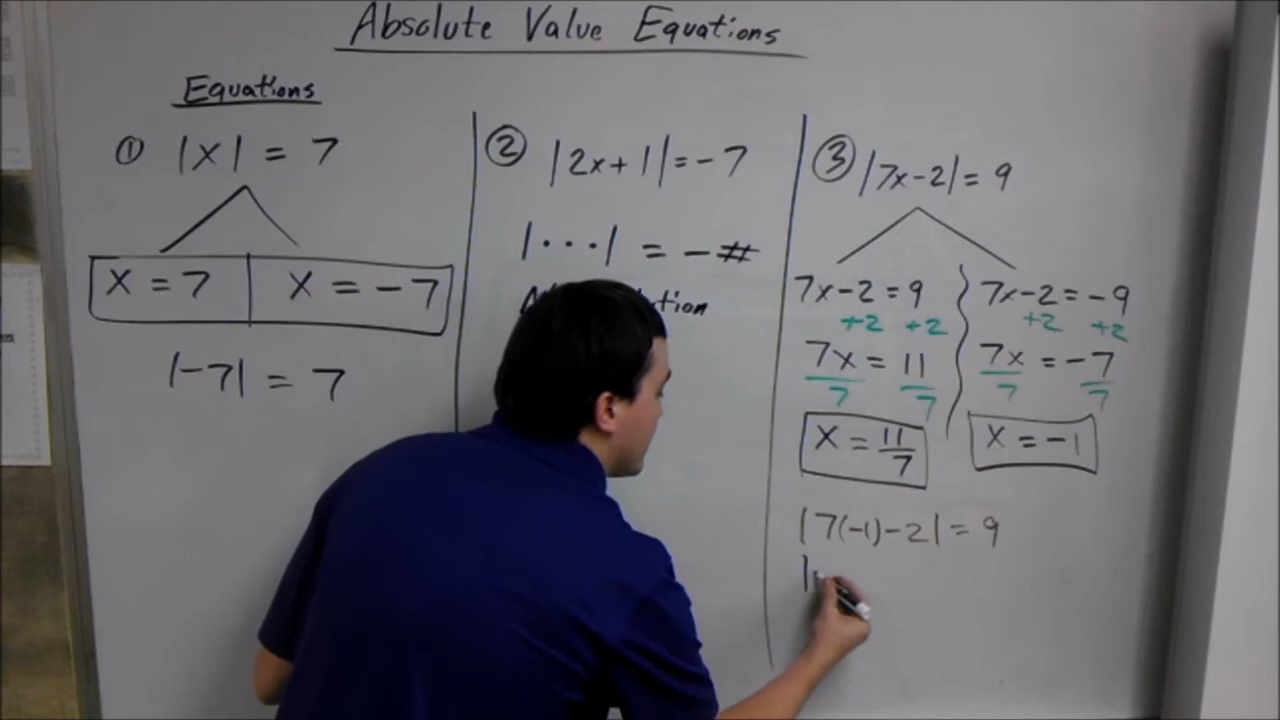 Absolute Value Equations
Equations
① |x| = 7
x = 7 | x = -7
|-7| = 7
② |2x+1| = -7
|···| = -#
③ |7x-2| = 9
7x-2 = 9
+2 +2
7x = 11
7 7
x = 11/7
7x-2 = -9
+2 +2
7x = -7
7 7
x = -1
|7(-1)-2| = 9
|